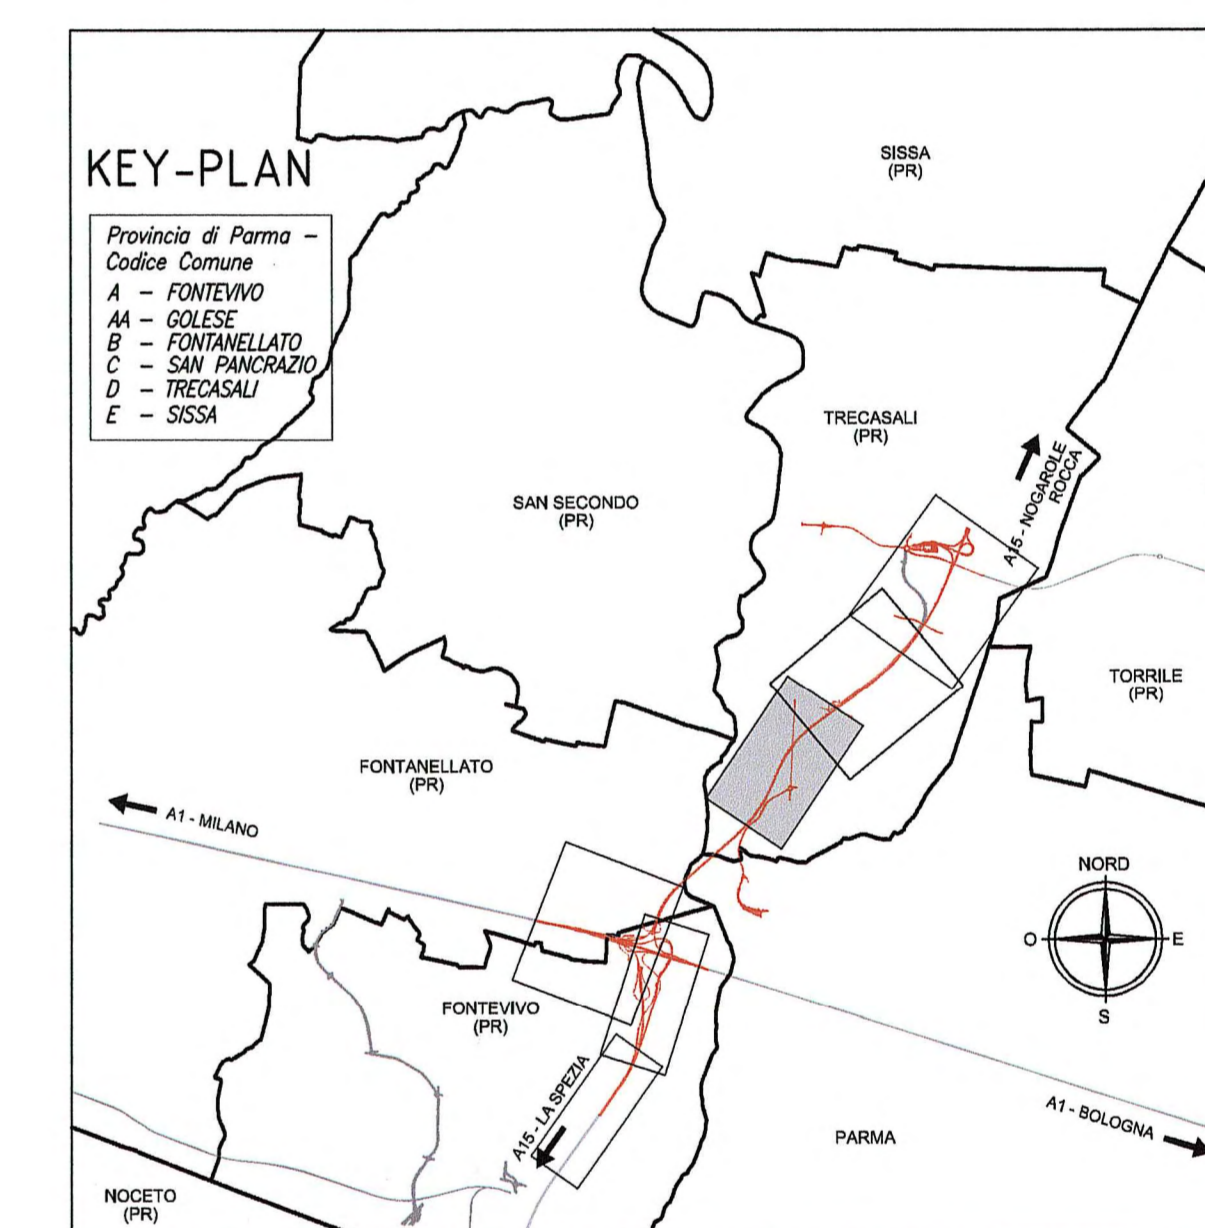 KEY-PLAN
Provincia di Parma -
Codice Comune
A - FONTEVIVO
AA - GOLESE
B - FONTANELLATO
C - SAN PANCRAZIO
D - TRECASALI
E - SISSA
SISSA
(PR)
TRECASALI
(PR)
A15 - NOGAROLE
ROCCA
SAN SECONDO
(PR)
TORRILE
(PR)
FONTANELLATO
(PR)
A1 - MILANO
NORD
O
E
S
FONTEVIVO
(PR)
A15 - LA SPEZIA
A1 - BOLOGNA
PARMA
NOCETO
(PR)